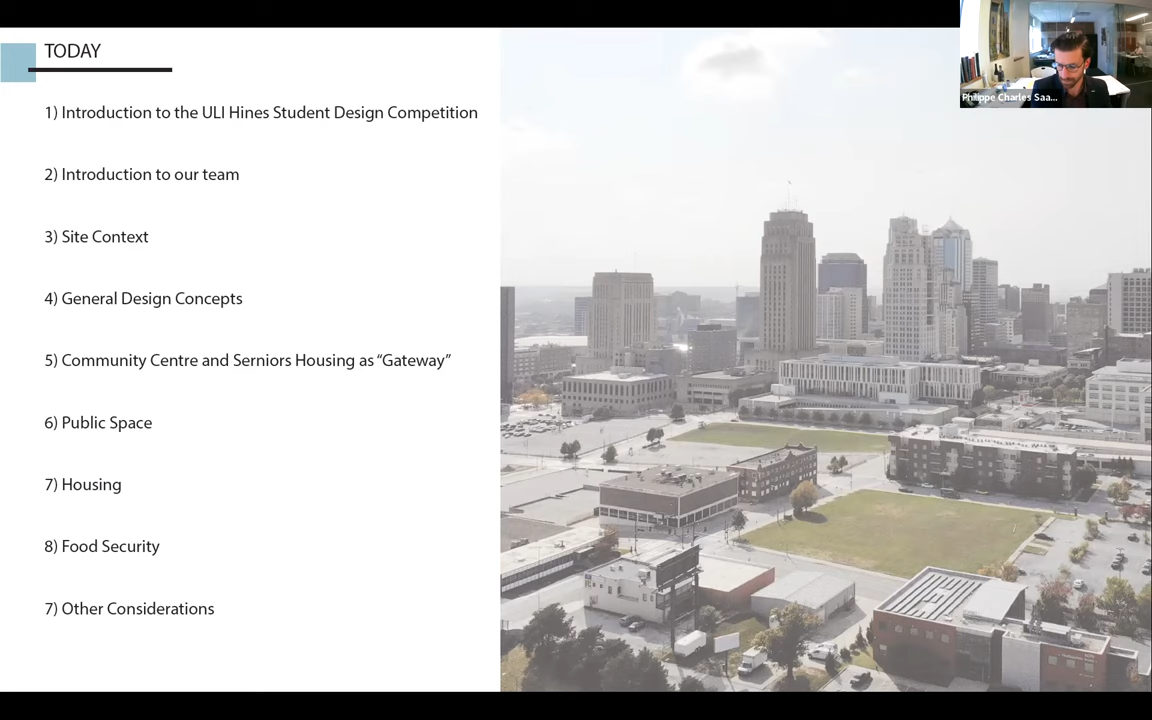 TODAY
1) Introduction to the ULI Hines Student Design Competition
2) Introduction to our team
3) Site Context
4) General Design Concepts
5) Community Centre and Serniors Housing as “Gateway”
6) Public Space
7) Housing
8) Food Security
7) Other Considerations
Philippe Charles Saa...